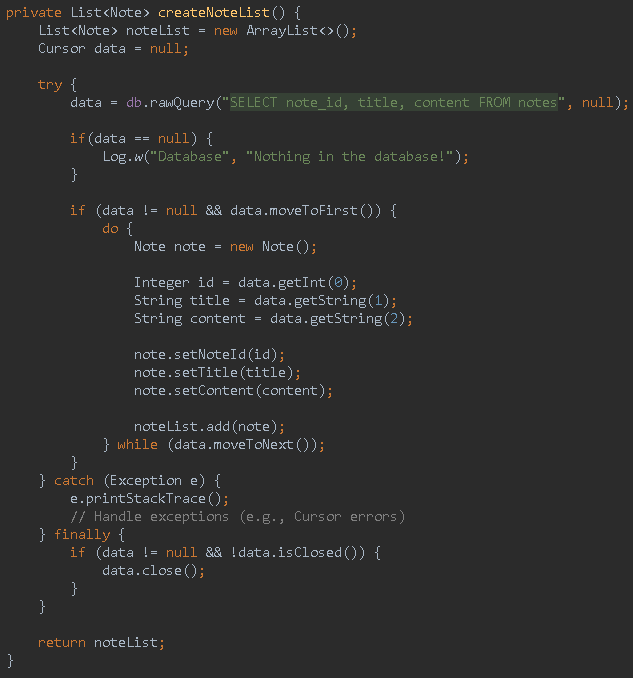 private List<Note> createNoteList() {
    List<Note> noteList = new ArrayList<>();
    Cursor data = null;

    try {
        data = db.rawQuery("SELECT note_id, title, content FROM notes", null);

        if(data == null) {
            Log.w("Database", "Nothing in the database!");
        }

        if (data != null && data.moveToFirst()) {
            do {
                Note note = new Note();

                Integer id = data.getInt(0);
                String title = data.getString(1);
                String content = data.getString(2);

                note.setNoteId(id);
                note.setTitle(title);
                note.setContent(content);

                noteList.add(note);
            } while (data.moveToNext());
        }
    } catch (Exception e) {
        e.printStackTrace();
        // Handle exceptions (e.g., Cursor errors)
    } finally {
        if (data != null && !data.isClosed()) {
            data.close();
        }
    }

    return noteList;
}